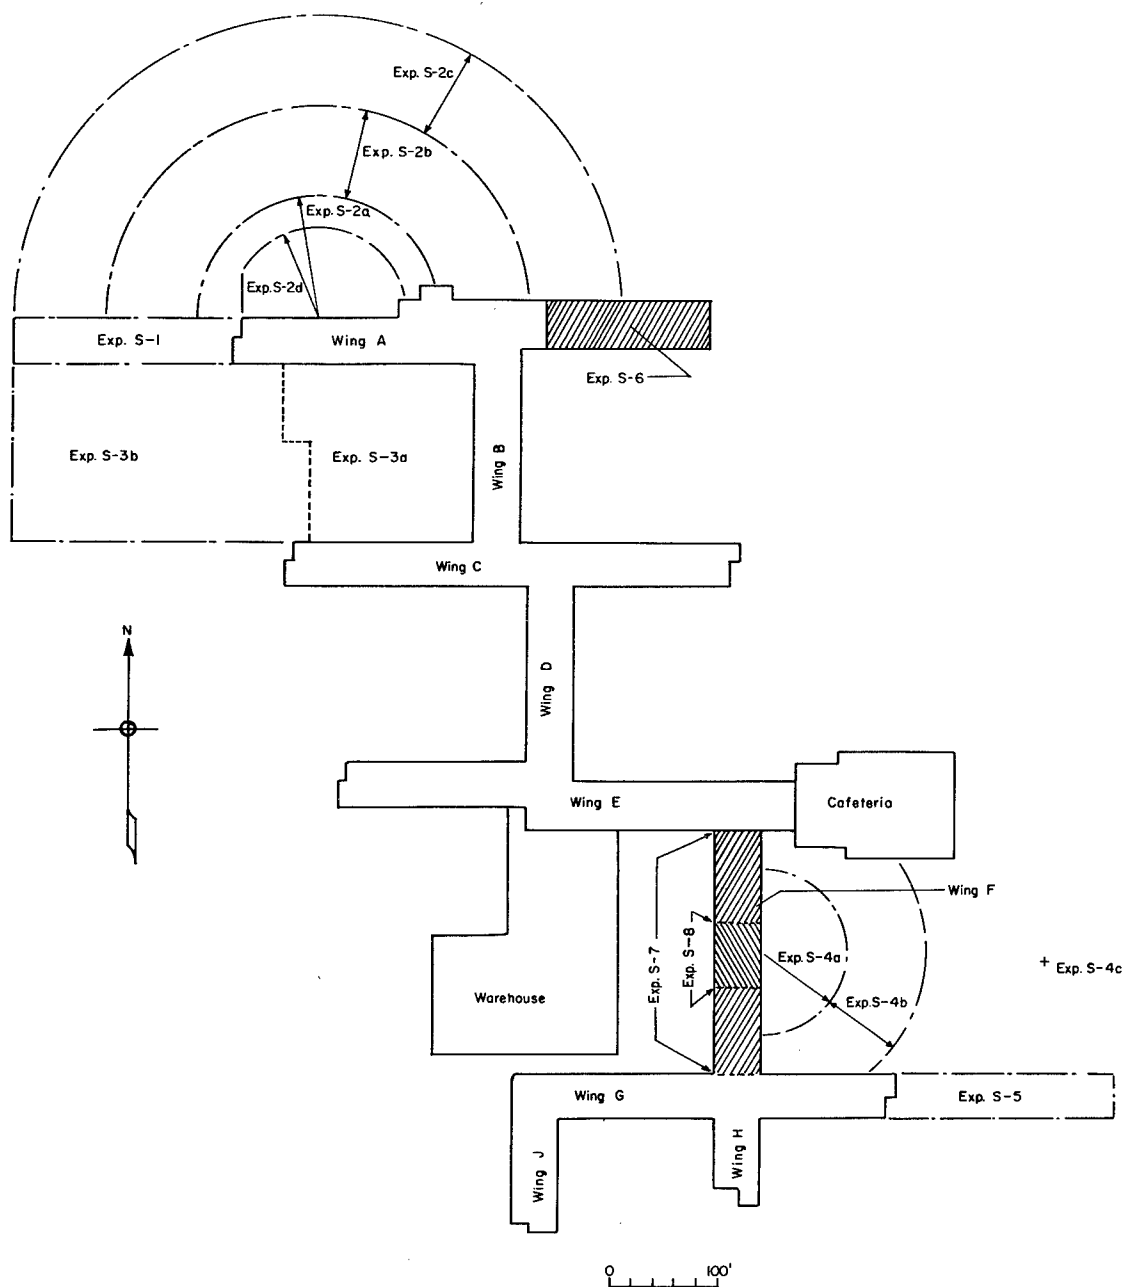 Exp. S-2c
Exp. S-2b
Exp. S-2a
Exp. S-2d
Exp. S-1
Wing A
Exp. S-6
Exp. S-3b
Exp. S-3a
Wing B
Wing C
N
Wing D
Wing E
Cafeteria
Wing F
Exp. S-7
Exp. S-8
Exp. S-4a
Exp. S-4c
Exp. S-4b
Warehouse
Wing G
Exp. S-5
Wing H
Wing J
0 100'